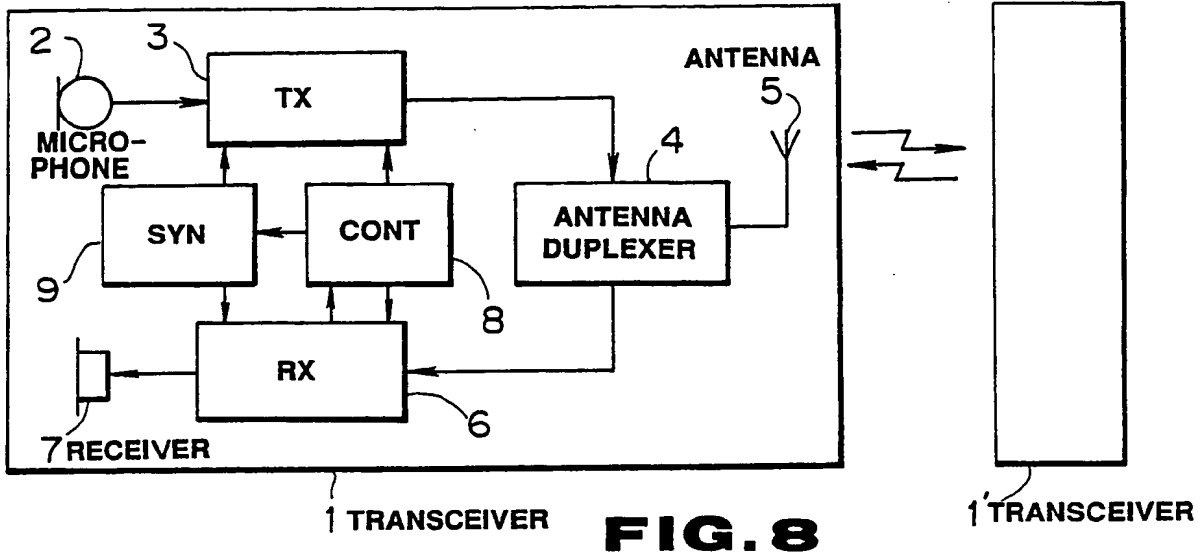 2
3
TX
ANTENNA
5
MICRO-
PHONE
4
SYN
CONT
ANTENNA
DUPLEXER
9
8
RX
6
7 RECEIVER
1 TRANSCEIVER
1' TRANSCEIVER
FIG. 8